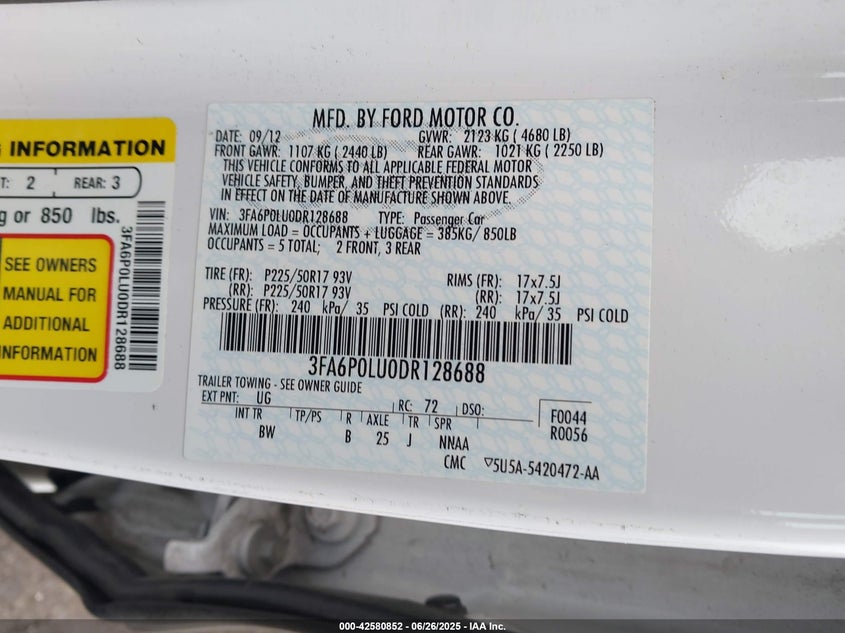 G INFORMATION
T: 2 REAR: 3
g or 850 lbs.
SEE OWNERS
MANUAL FOR
ADDITIONAL
INFORMATION
3FA6P0LU0DR128688
MFD. BY FORD MOTOR CO.
DATE: 09/12 GVWR: 2123 KG ( 4680 LB)
FRONT GAWR: 1107 KG ( 2440 LB) REAR GAWR: 1021 KG ( 2250 LB)
THIS VEHICLE CONFORMS TO ALL APPLICABLE FEDERAL MOTOR
VEHICLE SAFETY, BUMPER, AND THEFT PREVENTION STANDARDS
IN EFFECT ON THE DATE OF MANUFACTURE SHOWN ABOVE.
VIN: 3FA6P0LU0DR128688 TYPE: Passenger Car
MAXIMUM LOAD = OCCUPANTS + LUGGAGE = 385KG/ 850LB
OCCUPANTS = 5 TOTAL; 2 FRONT, 3 REAR
TIRE (FR): P225/50R17 93V RIMS (FR): 17x7.5J
(RR): P225/50R17 93V (RR): 17x7.5J
PRESSURE (FR): 240 kPa/ 35 PSI COLD (RR): 240 kPa/ 35 PSI COLD
3FA6P0LU0DR128688
TRAILER TOWING - SEE OWNER GUIDE
EXT PNT: UG RC: 72 DSO:
INT TR TP/PS R AXLE TR SPR
BW B 25 J NNAA
F0044
R0056
CMC ▽5U5A-5420472-AA
000-42580852 - 06/26/2025 - IAA Inc.